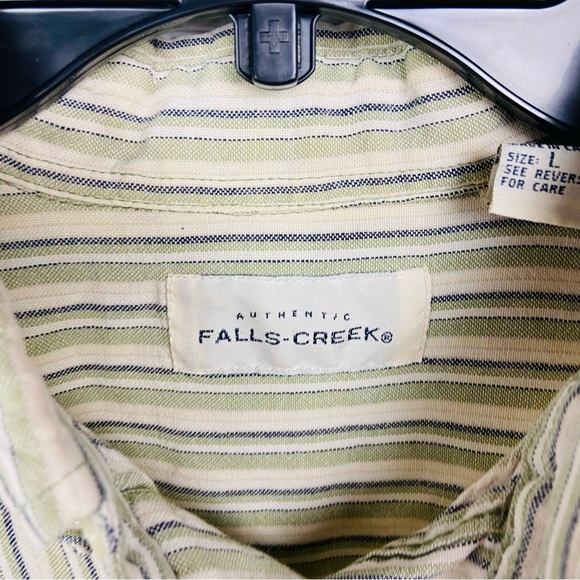 AUTHENTIC
FALLS-CREEK®
SIZE: L
SEE REVERS
FOR CARE